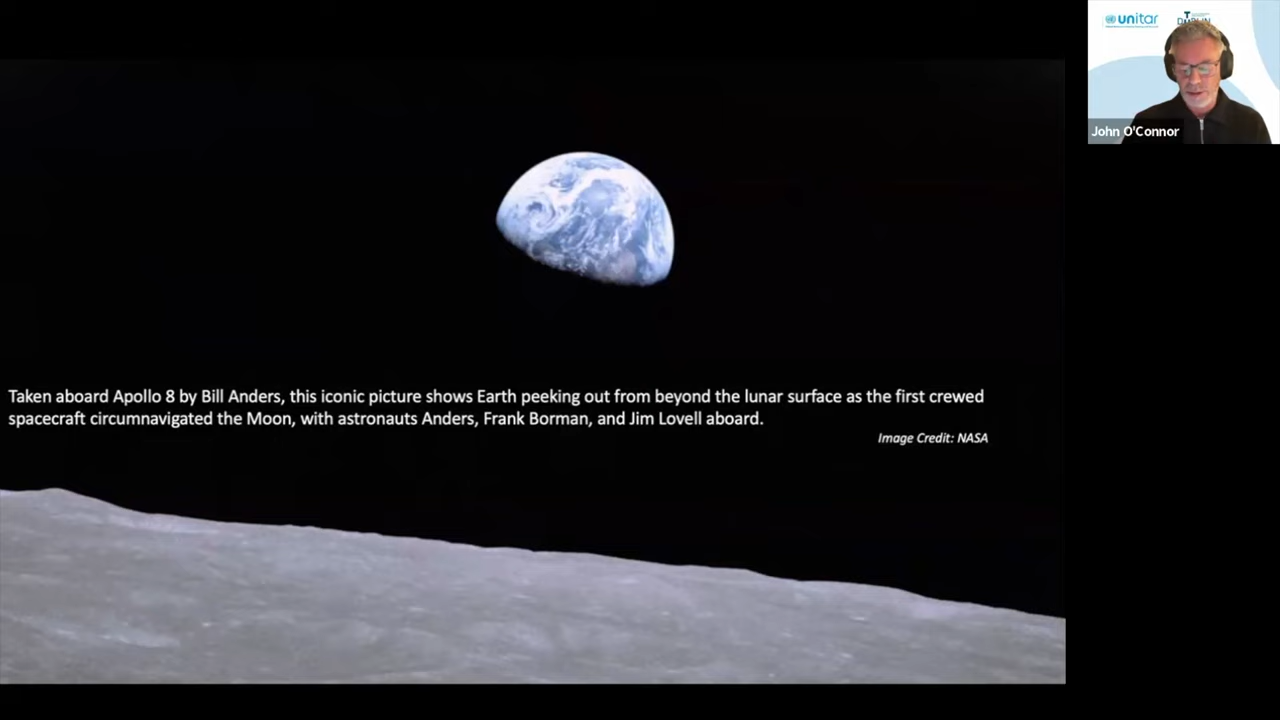 Taken aboard Apollo 8 by Bill Anders, this iconic picture shows Earth peeking out from beyond the lunar surface as the first crewed
spacecraft circumnavigated the Moon, with astronauts Anders, Frank Borman, and Jim Lovell aboard.
Image Credit: NASA
unitar
John O'Connor